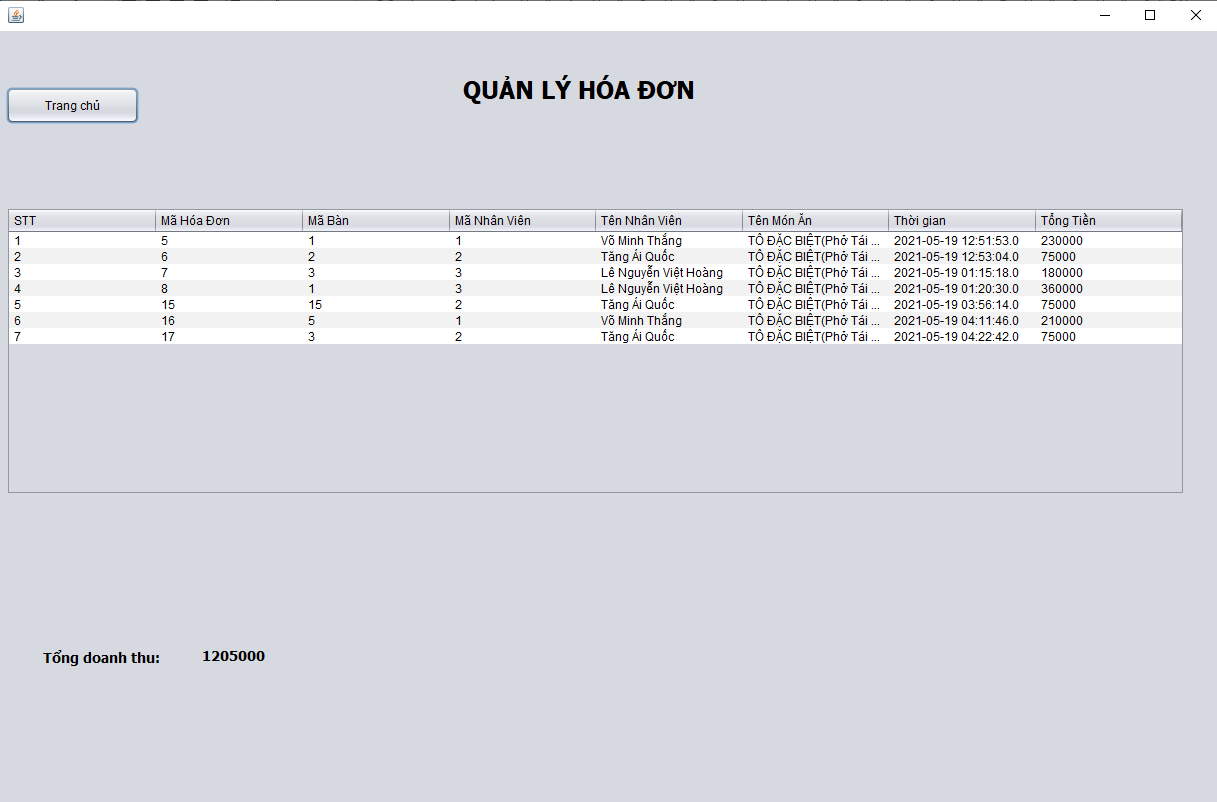 QUẢN LÝ HÓA ĐƠN
Trang chủ
STT Mã Hóa Đơn Mã Bàn Mã Nhân Viên Tên Nhân Viên Tên Món Ăn Thời gian Tổng Tiền
1 5 1 1 Võ Minh Thắng TÔ ĐẶC BIỆT(Phở Tái ... 2021-05-19 12:51:53.0 230000
2 6 2 2 Tăng Ái Quốc TÔ ĐẶC BIỆT(Phở Tái ... 2021-05-19 12:53:04.0 75000
3 7 3 3 Lê Nguyễn Việt Hoàng TÔ ĐẶC BIỆT(Phở Tái ... 2021-05-19 01:15:18.0 180000
4 8 1 3 Lê Nguyễn Việt Hoàng TÔ ĐẶC BIỆT(Phở Tái ... 2021-05-19 01:20:30.0 360000
5 15 15 2 Tăng Ái Quốc TÔ ĐẶC BIỆT(Phở Tái ... 2021-05-19 03:56:14.0 75000
6 16 5 1 Võ Minh Thắng TÔ ĐẶC BIỆT(Phở Tái ... 2021-05-19 04:11:46.0 210000
7 17 3 2 Tăng Ái Quốc TÔ ĐẶC BIỆT(Phở Tái ... 2021-05-19 04:22:42.0 75000
Tổng doanh thu: 1205000